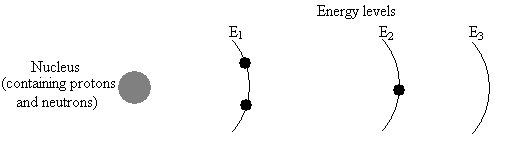 Energy levels
E1
E2
E3
Nucleus
(containing protons
and neutrons)